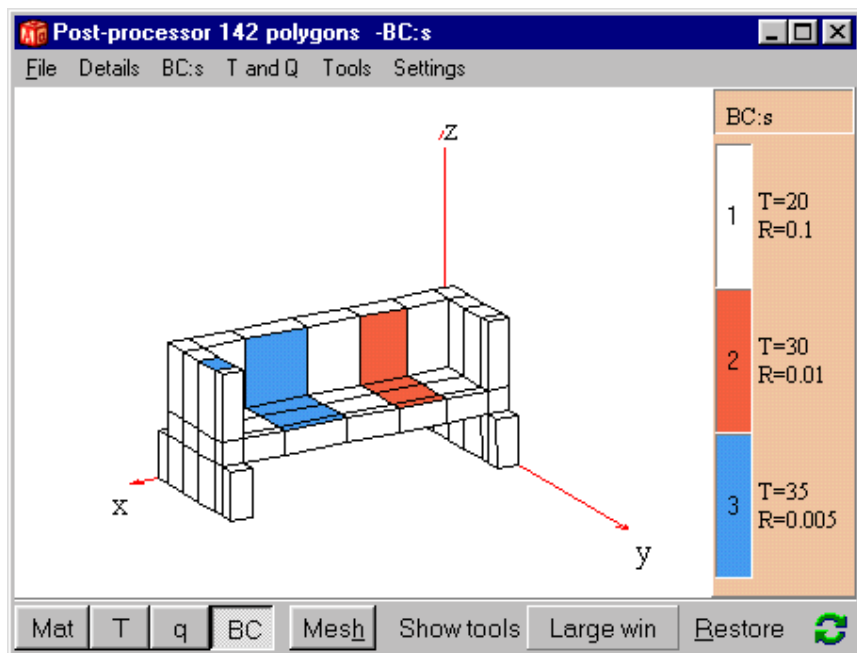 Post-processor 142 polygons -BC:s
File Details BC:s T and Q Tools Settings
BC:s
z
1
T=20
R=0.1
2
T=30
R=0.01
3
T=35
R=0.005
x
y
Mat T q BC Mesh Show tools Large win Restore